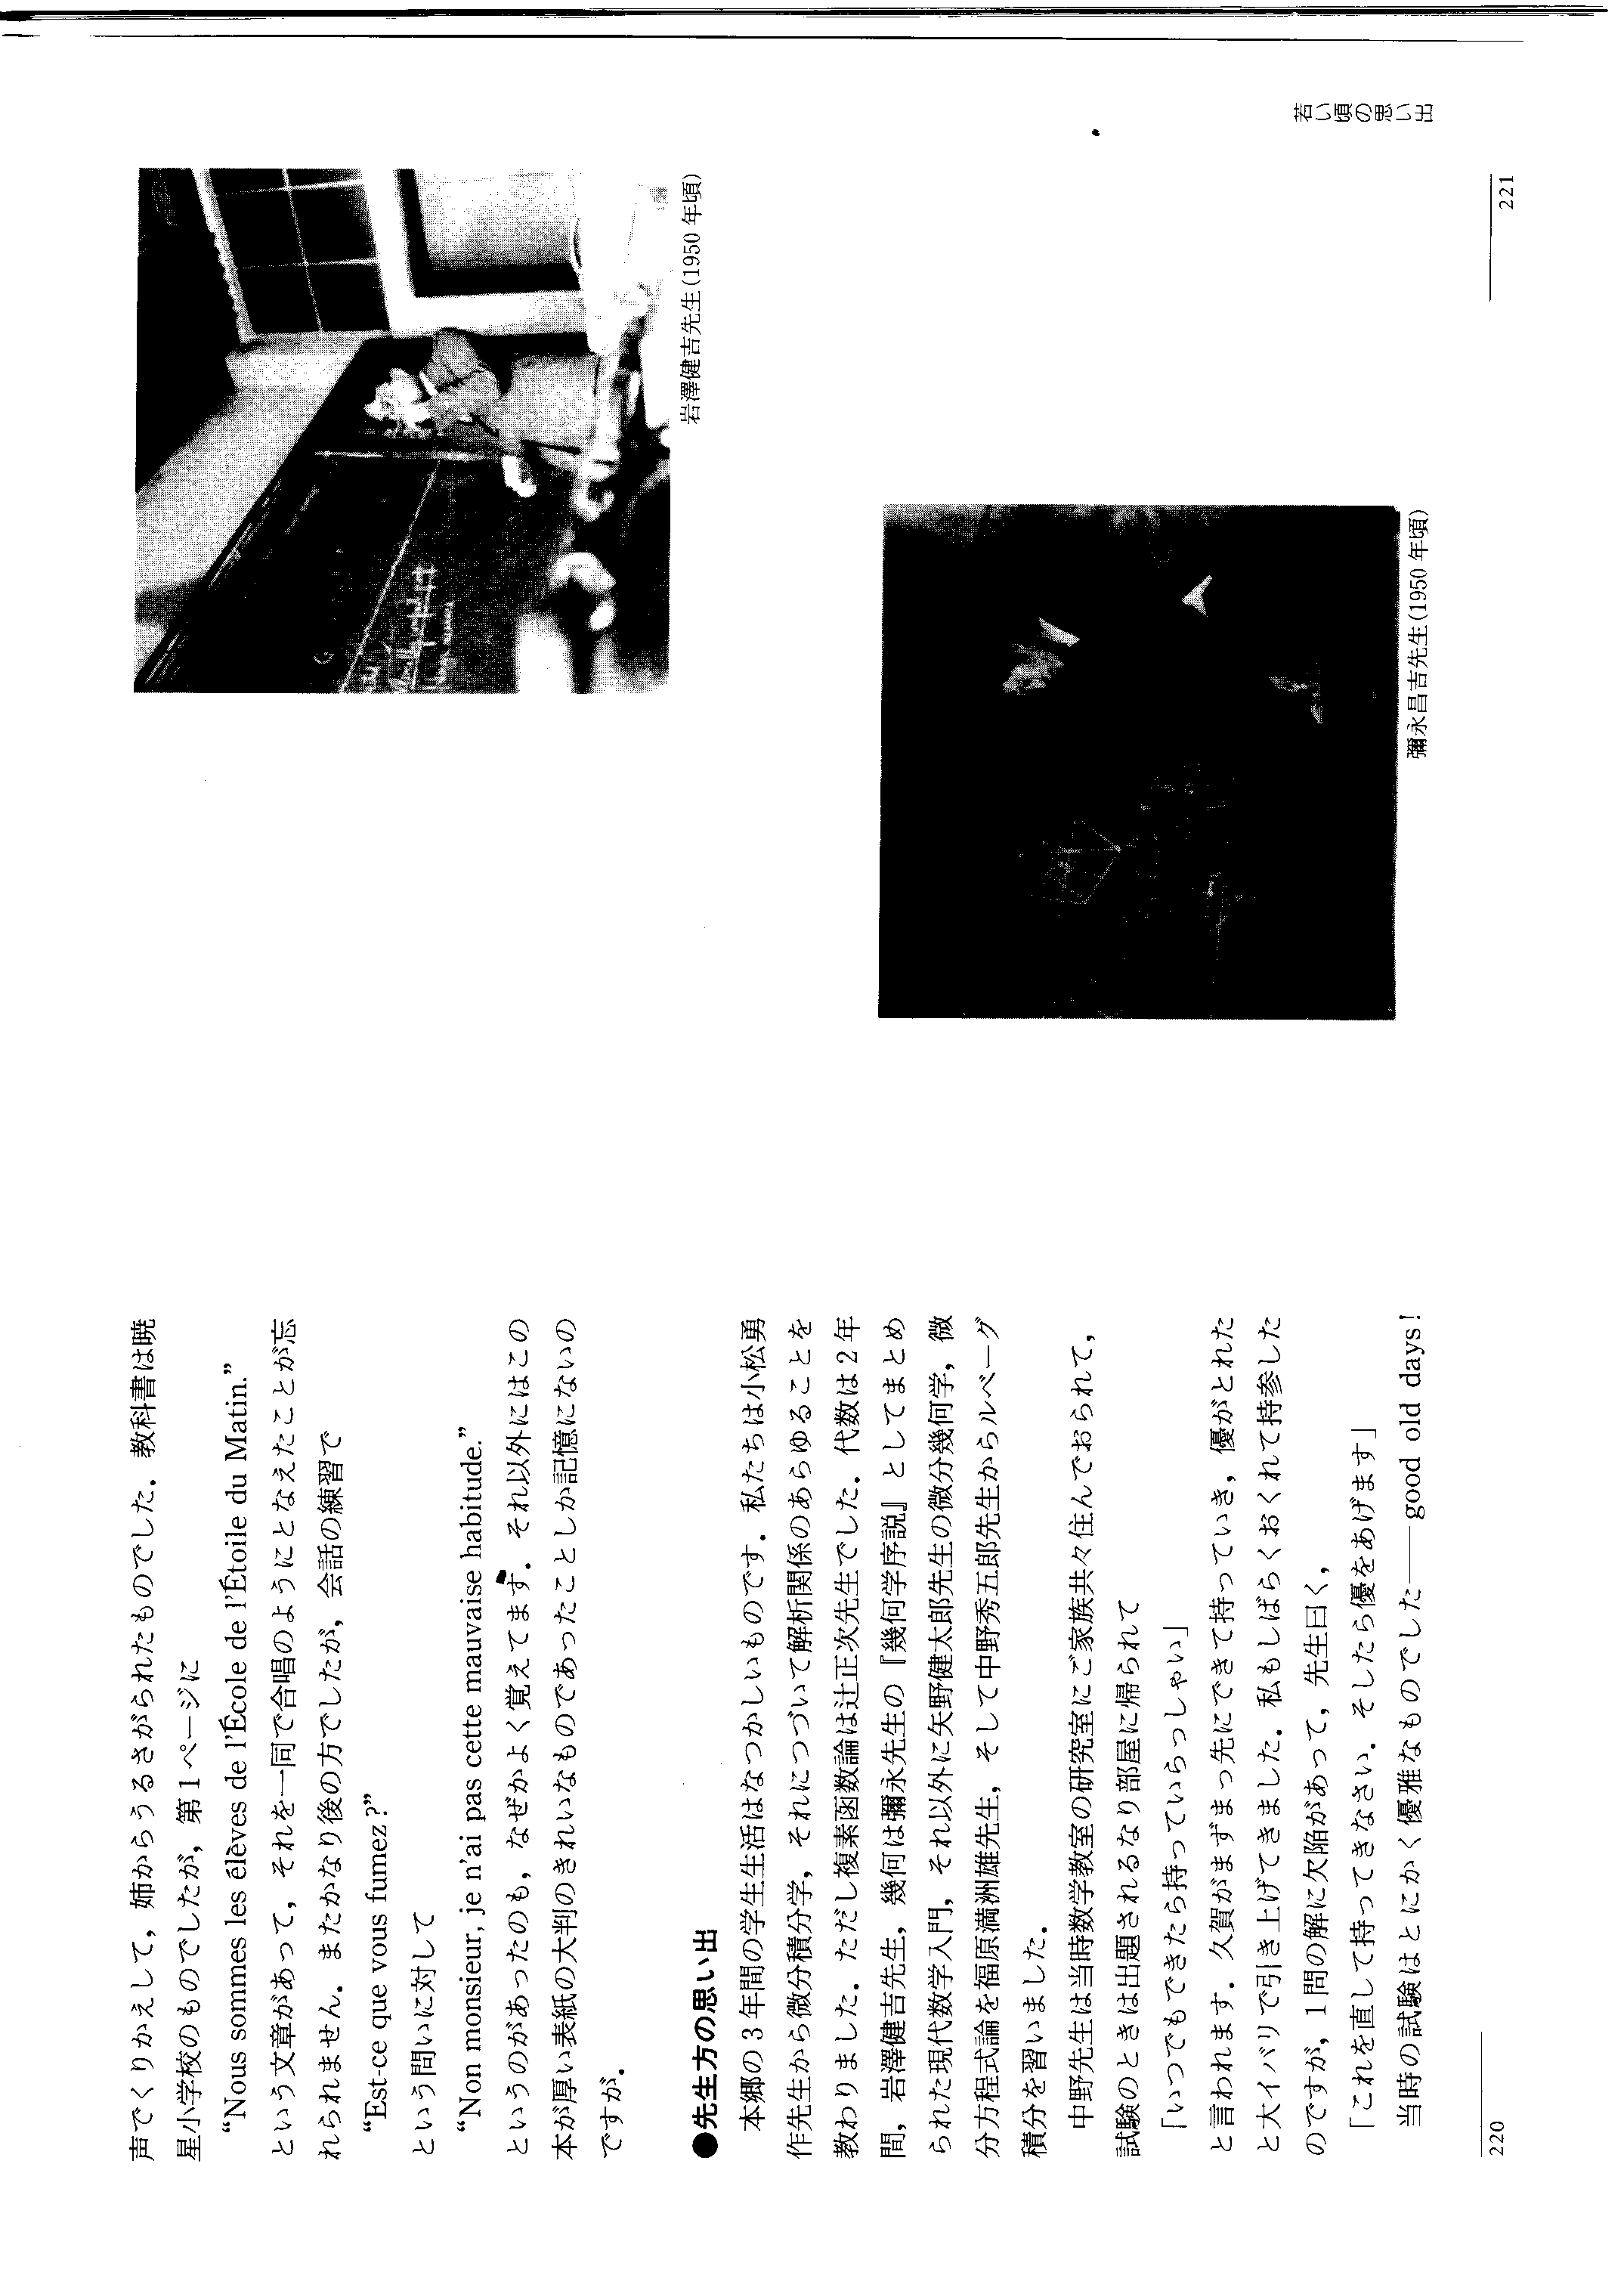 声でくりかえして，姉からうるさがられたものでした．教科書は暁
星小学校のものでしたが，第1ページに
“Nous sommes les élèves de l'École de l'Étoile du Matin.”
という文章があって，それを一同で合唱のようにとなえたことが忘
れられません．またかなり後の方でしたが，会話の練習で
“Est-ce que vous fumez?”
という問いに対して
“Non monsieur, je n'ai pas cette mauvaise habitude.”
というのがあったのも，なぜかよく覚えてます．それ以外にはこの
本が厚い表紙の大判のきれいなものであったことしか記憶にないの
ですが．
●先生方の思い出
本郷の3年間の学生生活はなつかしいものです．私たちは小松勇
作先生から微分積分学，それにつづいて解析関係のあらゆることを
教わりました．ただし複素函数論は辻正次先生でした．代数は2年
間，岩澤健吉先生，幾何は彌永先生の『幾何学序説』としてまとめ
られた現代数学入門，それ以外に矢野健太郎先生の微分幾何学，微
分方程式論を福原満洲雄先生，そして中野秀五郎先生からルベーグ
積分を習いました．
中野先生は当時数学教室の研究室にご家族共々住んでおられて，
試験のときは出題されるなり部屋に帰られて
「いつでもできたら持っていらっしゃい」
と言われます．久賀がまずまっ先にできて持っていき，優がとれた
と大イバリで引き上げてきました．私もしばらくおくれて持参した
のですが，1問の解に欠陥があって，先生曰く，
「これを直して持ってきなさい．そしたら優をあげます」
当時の試験はとにかく優雅なものでした——good old days!
220
岩澤健吉先生(1950年頃)
彌永昌吉先生(1950年頃)
若い頃の思い出
221